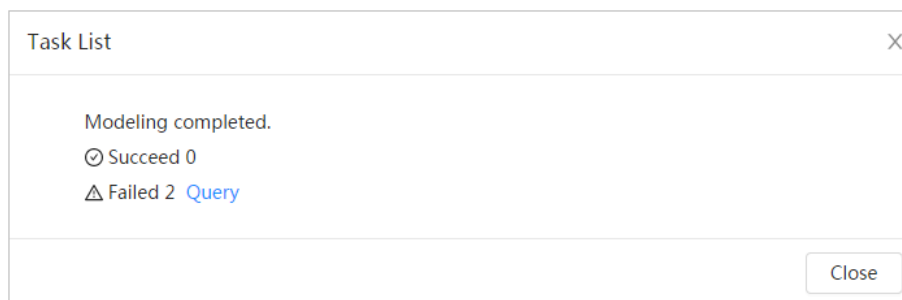 Task List
Modeling completed.
Succeed 0
Failed 2 Query
Close